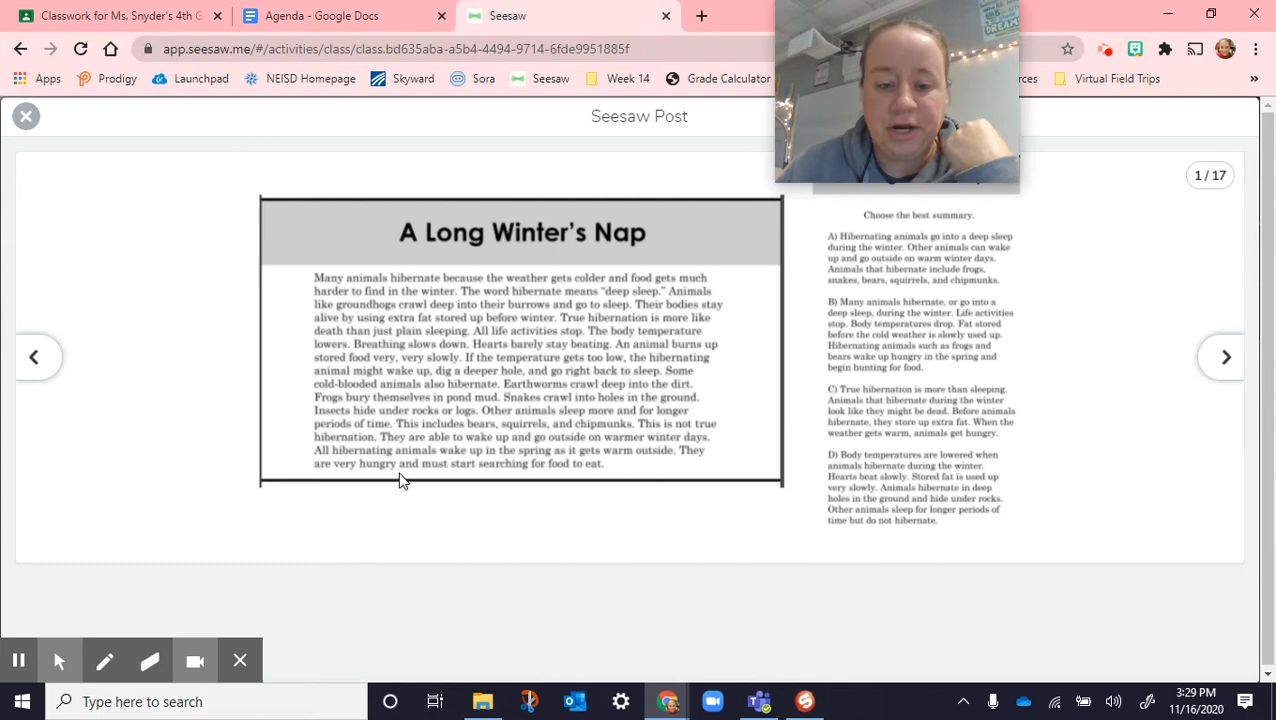 Classwork for Ms. Snyder's 4th G
Agenda - Google Docs
Seesaw
app.seesaw.me/#/activities/class/class.bd635aba-a5b4-4494-9714-6fde9951885f
Apps
Prodigy
Launchpad
NEISD Homepage
Skyward
Sora
Seesaw
Week 14
Grade Calculator
Virtual Field Trips
»
DREAMS
Seesaw Post
1 / 17
A Long Winter's Nap
Many animals hibernate because the weather gets colder and food gets much
harder to find in the winter. The word hibernate means "deep sleep." Animals
like groundhogs crawl deep into their burrows and go to sleep. Their bodies stay
alive by using extra fat stored up before winter. True hibernation is more like
death than just plain sleeping. All life activities stop. The body temperature
lowers. Breathing slows down. Hearts barely stay beating. An animal burns up
stored food very, very slowly. If the temperature gets too low, the hibernating
animal might wake up, dig a deeper hole, and go right back to sleep. Some
cold-blooded animals also hibernate. Earthworms crawl deep into the dirt.
Frogs bury themselves in pond mud. Snakes crawl into holes in the ground.
Insects hide under rocks or logs. Other animals sleep more and for longer
periods of time. This includes bears, squirrels, and chipmunks. This is not true
hibernation. They are able to wake up and go outside on warmer winter days.
All hibernating animals wake up in the spring as it gets warm outside. They
are very hungry and must start searching for food to eat.
Choose the best summary.
A) Hibernating animals go into a deep sleep
during the winter. Other animals can wake
up and go outside on warm winter days.
Animals that hibernate include frogs,
snakes, bears, squirrels, and chipmunks.
B) Many animals hibernate, or go into a
deep sleep, during the winter. Life activities
stop. Body temperatures drop. Fat stored
before the cold weather is slowly used up.
Hibernating animals such as frogs and
bears wake up hungry in the spring and
begin hunting for food.
C) True hibernation is more than sleeping.
Animals that hibernate during the winter
look like they might be dead. Before animals
hibernate, they store up extra fat. When the
weather gets warm, animals get hungry.
D) Body temperatures are lowered when
animals hibernate during the winter.
Hearts beat slowly. Stored fat is used up
very slowly. Animals hibernate in deep
holes in the ground and hide under rocks.
Other animals sleep for longer periods of
time but do not hibernate.
Type here to search
3:29 PM
11/16/2020